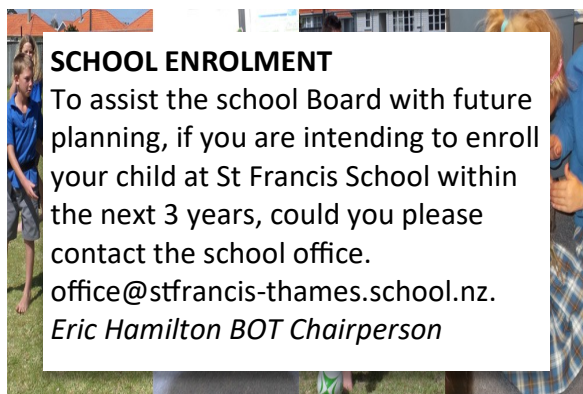 SCHOOL ENROLMENT
To assist the school Board with future
planning, if you are intending to enroll
your child at St Francis School within
the next 3 years, could you please
contact the school office.
office@stfrancis-thames.school.nz.
Eric Hamilton BOT Chairperson